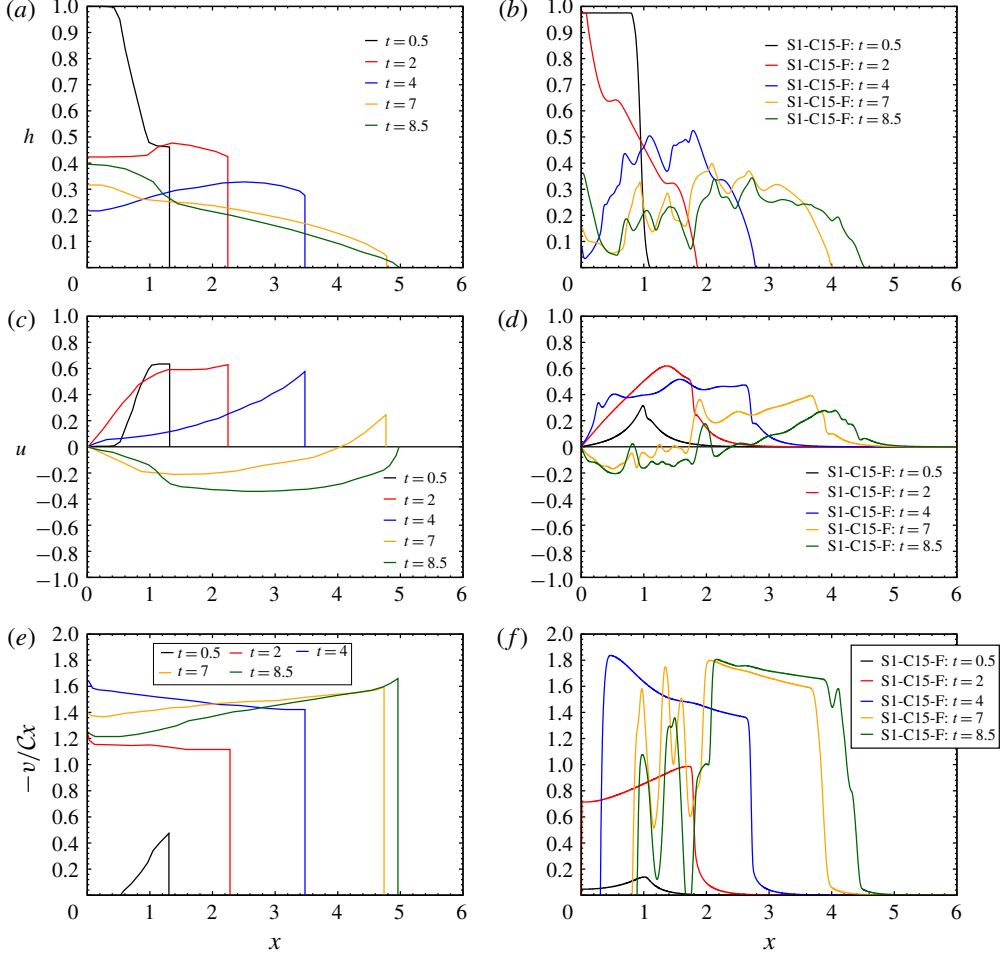 (a)
1.0
0.9
0.8
0.7
0.6
h 0.5
0.4
0.3
0.2
0.1
0 1 2 3 4 5 6
t = 0.5
t = 2
t = 4
t = 7
t = 8.5
(b)
1.0
0.9
0.8
0.7
0.6
0.5
0.4
0.3
0.2
0.1
0 1 2 3 4 5 6
S1-C15-F: t = 0.5
S1-C15-F: t = 2
S1-C15-F: t = 4
S1-C15-F: t = 7
S1-C15-F: t = 8.5
(c)
1.0
0.8
0.6
0.4
0.2
u 0
−0.2
−0.4
−0.6
−0.8
−1.0
0 1 2 3 4 5 6
t = 0.5
t = 2
t = 4
t = 7
t = 8.5
(d)
1.0
0.8
0.6
0.4
0.2
0
−0.2
−0.4
−0.6
−0.8
−1.0
0 1 2 3 4 5 6
S1-C15-F: t = 0.5
S1-C15-F: t = 2
S1-C15-F: t = 4
S1-C15-F: t = 7
S1-C15-F: t = 8.5
(e)
2.0
1.8
1.6
1.4
1.2
−v/Cx 1.0
0.8
0.6
0.4
0.2
0 1 2 3 4 5 6
x
t = 0.5 t = 2 t = 4
t = 7 t = 8.5
(f)
2.0
1.8
1.6
1.4
1.2
1.0
0.8
0.6
0.4
0.2
0 1 2 3 4 5 6
x
S1-C15-F: t = 0.5
S1-C15-F: t = 2
S1-C15-F: t = 4
S1-C15-F: t = 7
S1-C15-F: t = 8.5